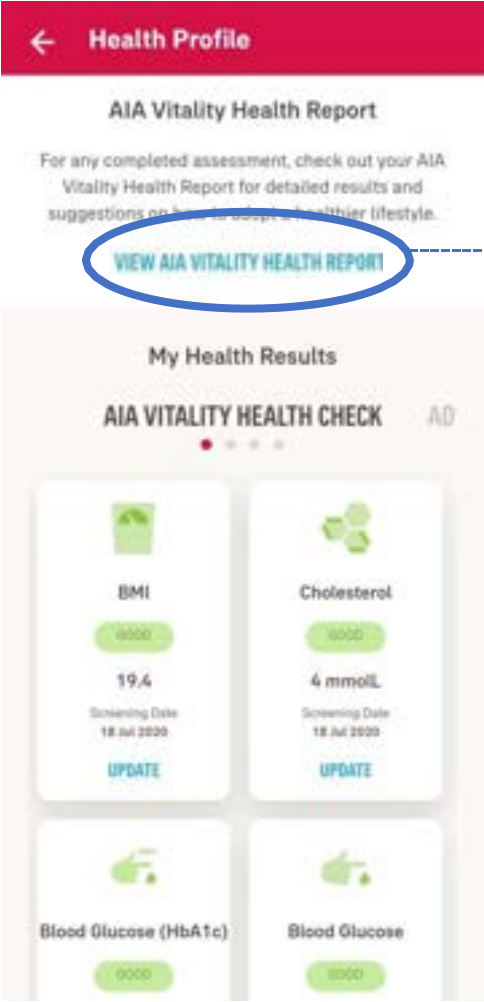 Health Profile
AIA Vitality Health Report
For any completed assessment, check out your AIA
Vitality Health Report for detailed results and
suggestions on how to adopt a healthier lifestyle.
VIEW AIA VITALITY HEALTH REPORT
My Health Results
AIA VITALITY HEALTH CHECK AD
BMI
GOOD
19.4
Screening Date
18 Jul 2020
UPDATE
Cholesterol
GOOD
4 mmolL
Screening Date
18 Jul 2020
UPDATE
Blood Glucose (HbA1c)
GOOD
Blood Glucose
GOOD